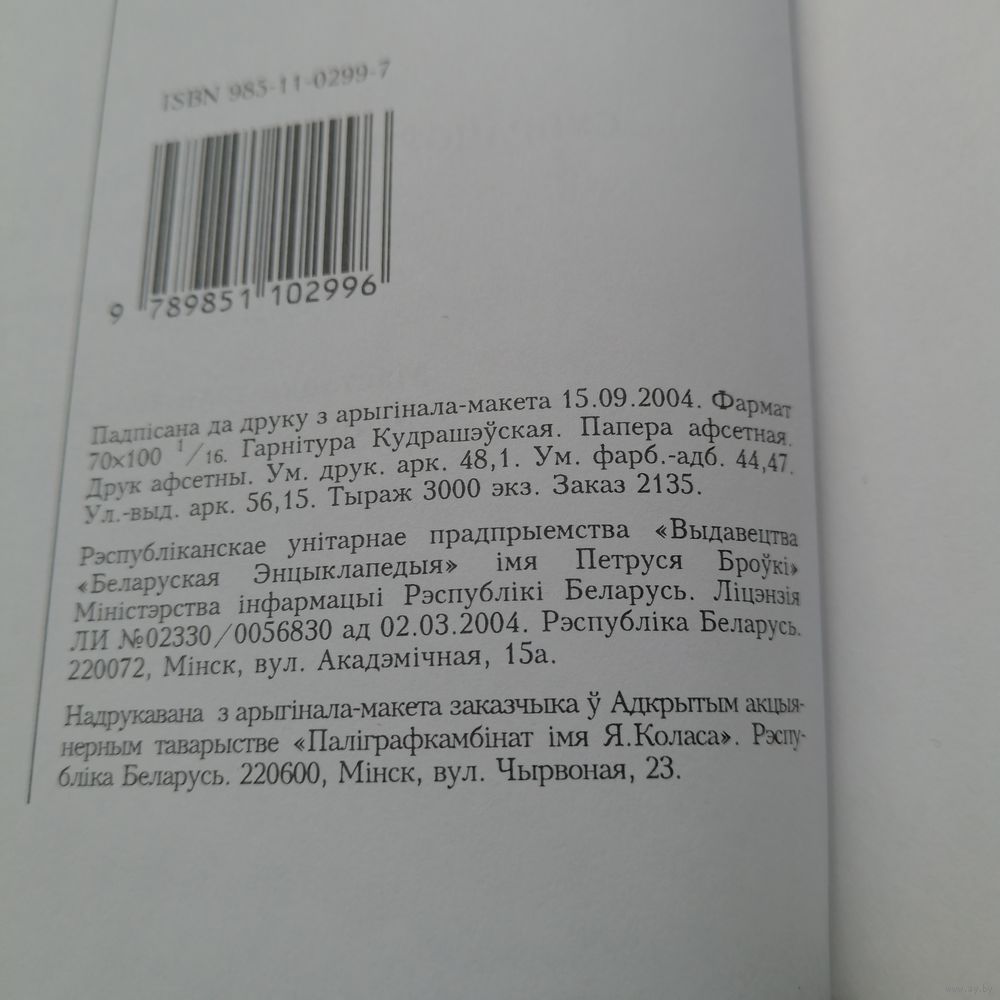 ISBN 985-11-0299-7
9 789851 102996
Падпісана да друку з арыгінала-макета 15.09.2004. Фармат
70×100 1/16. Гарнітура Кудрашэўская. Папера афсетная.
Друк афсетны. Ум. друк. арк. 48,1. Ум. фарб.-адб. 44,47.
Ул.-выд. арк. 56,15. Тыраж 3000 экз. Заказ 2135.
Рэспубліканскае унітарнае прадпрыемства «Выдавецтва
«Беларуская Энцыклапедыя» імя Петруся Броўкі»
Міністэрства інфармацыі Рэспублікі Беларусь. Ліцэнзія
ЛИ №02330/0056830 ад 02.03.2004. Рэспубліка Беларусь.
220072, Мінск, вул. Акадэмічная, 15а.
Надрукавана з арыгінала-макета заказчыка ў Адкрытым акцыя-
нерным таварыстве «Паліграфкамбінат імя Я.Коласа». Рэспу-
бліка Беларусь. 220600, Мінск, вул. Чырвоная, 23.
www.ay.by